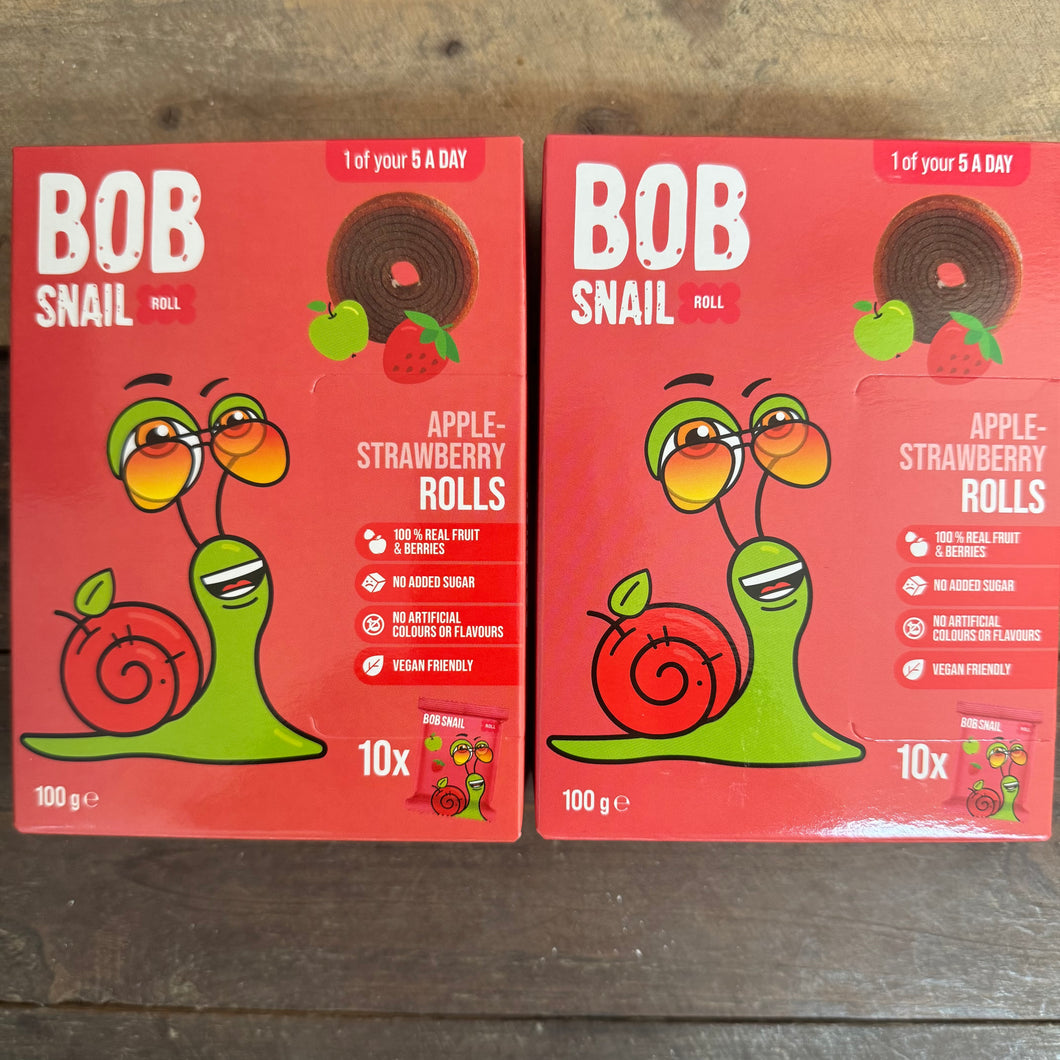 1 of your 5 A DAY
BOB
SNAIL ROLL
APPLE-
STRAWBERRY
ROLLS
100 % REAL FRUIT
& BERRIES
NO ADDED SUGAR
NO ARTIFICIAL
COLOURS OR FLAVOURS
VEGAN FRIENDLY
BOB SNAIL ROLL
10x
100 g ℮
1 of your 5 A DAY
BOB
SNAIL ROLL
APPLE-
STRAWBERRY
ROLLS
100 % REAL FRUIT
& BERRIES
NO ADDED SUGAR
NO ARTIFICIAL
COLOURS OR FLAVOURS
VEGAN FRIENDLY
BOB SNAIL ROLL
10x
100 g ℮